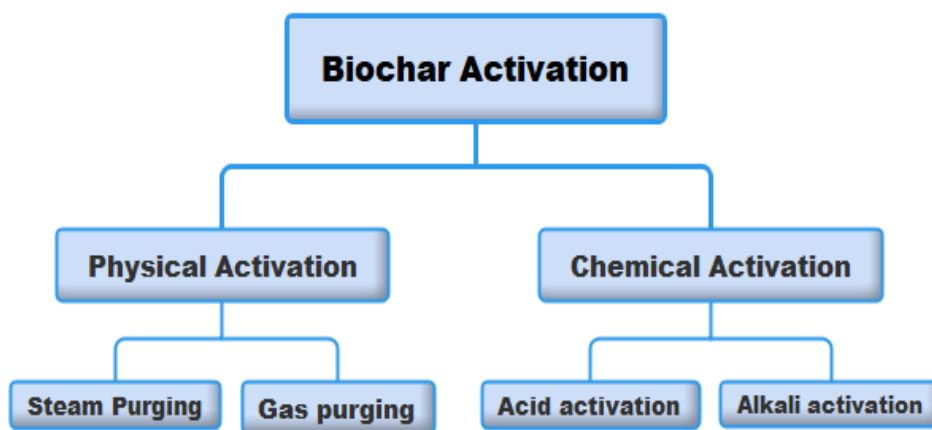 Biochar Activation
Physical Activation
Chemical Activation
Steam Purging
Gas purging
Acid activation
Alkali activation